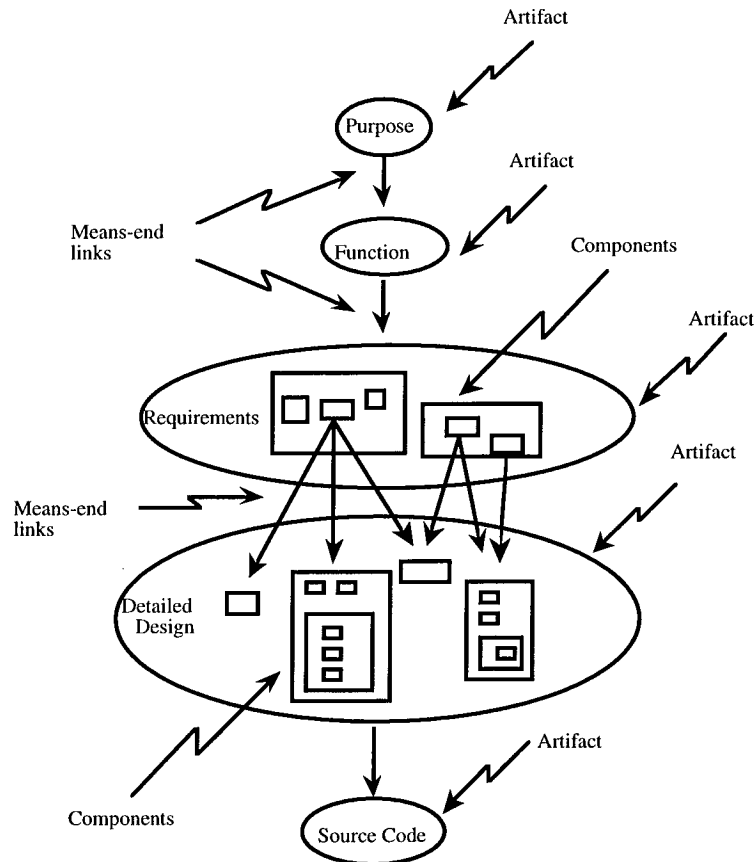 Artifact
Purpose
Artifact
Means-end
links
Function
Components
Artifact
Requirements
Artifact
Means-end
links
Detailed
Design
Artifact
Components
Source Code